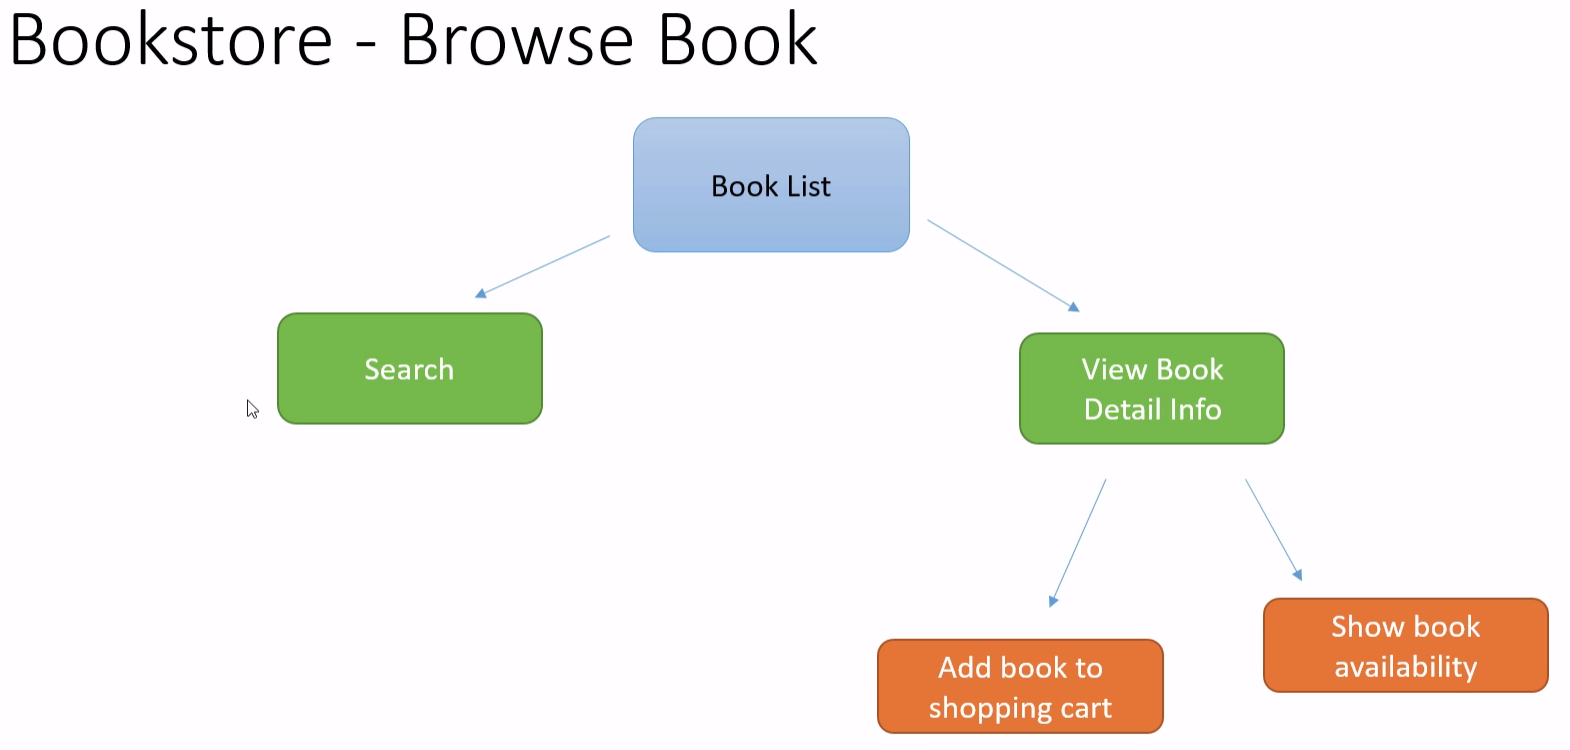 Bookstore - Browse Book
Book List
Search
View Book
Detail Info
Add book to
shopping cart
Show book
availability